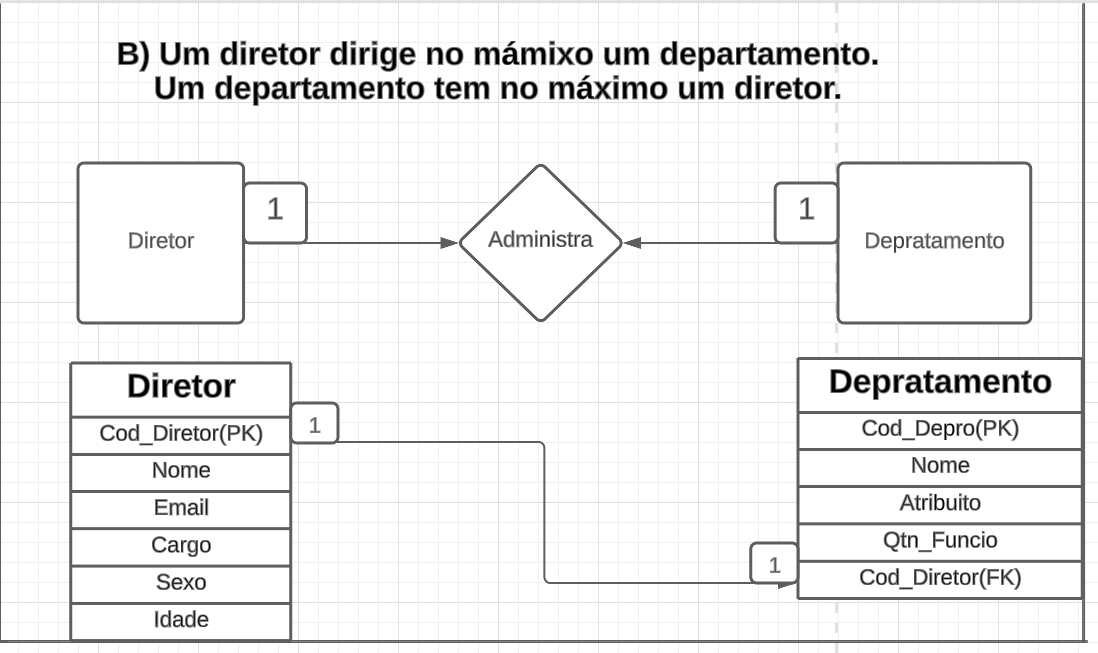 B) Um diretor dirige no mámixo um departamento.
Um departamento tem no máximo um diretor.
Diretor
1
Administra
1
Depratamento
Diretor
Cod_Diretor(PK)
Nome
Email
Cargo
Sexo
Idade
1
1
Depratamento
Cod_Depro(PK)
Nome
Atribuito
Qtn_Funcio
Cod_Diretor(FK)